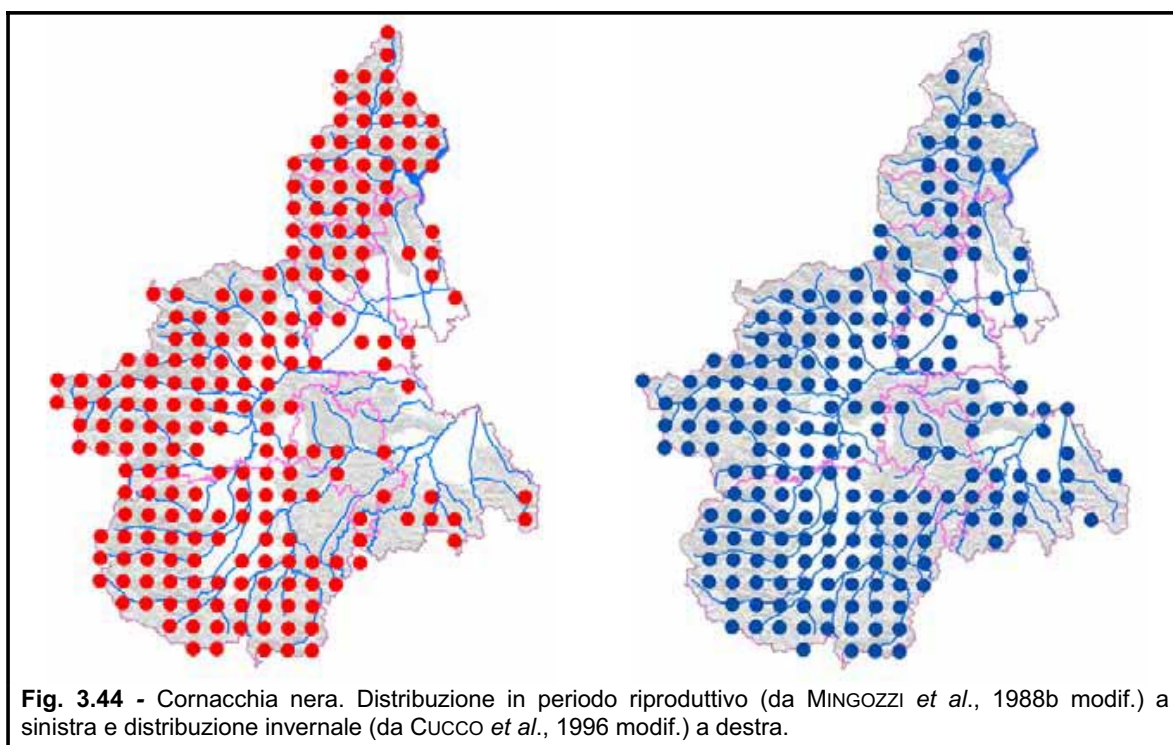 Fig. 3.44 - Cornacchia nera. Distribuzione in periodo riproduttivo (da MINGOZZI et al., 1988b modif.) a
sinistra e distribuzione invernale (da CUCCO et al., 1996 modif.) a destra.